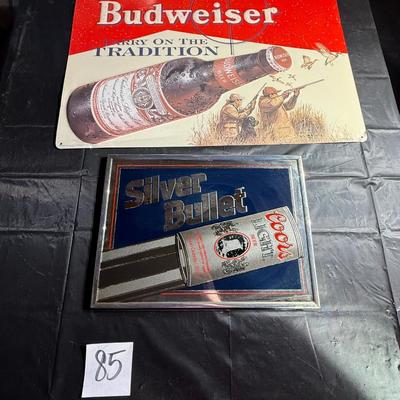 Budweiser
CARRY ON THE
TRADITION
Silver
Bullet
Coors
LIGHT
85